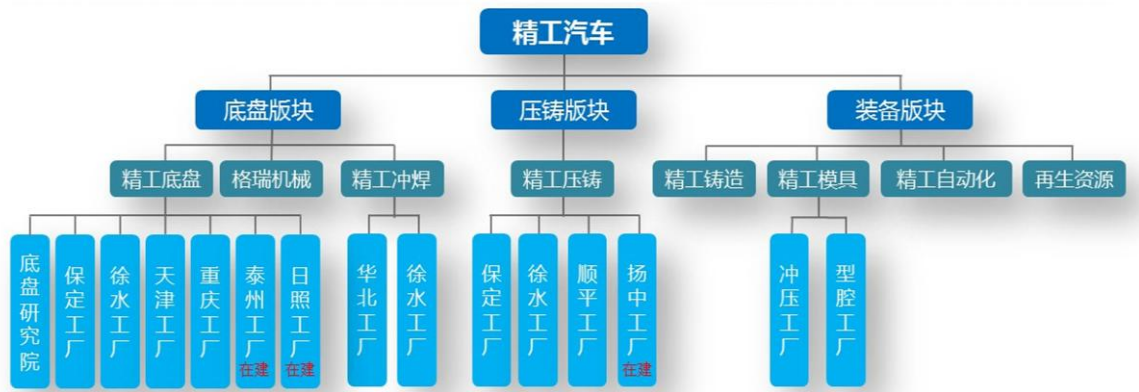 精工汽车
底盘版块
压铸版块
装备版块
精工底盘
格瑞机械
精工冲焊
精工压铸
精工铸造
精工模具
精工自动化
再生资源
底盘研究院
保定工厂
徐水工厂
天津工厂
重庆工厂
泰州工厂
在建
日照工厂
在建
华北工厂
徐水工厂
保定工厂
徐水工厂
顺平工厂
扬中工厂
在建
冲压工厂
型腔工厂